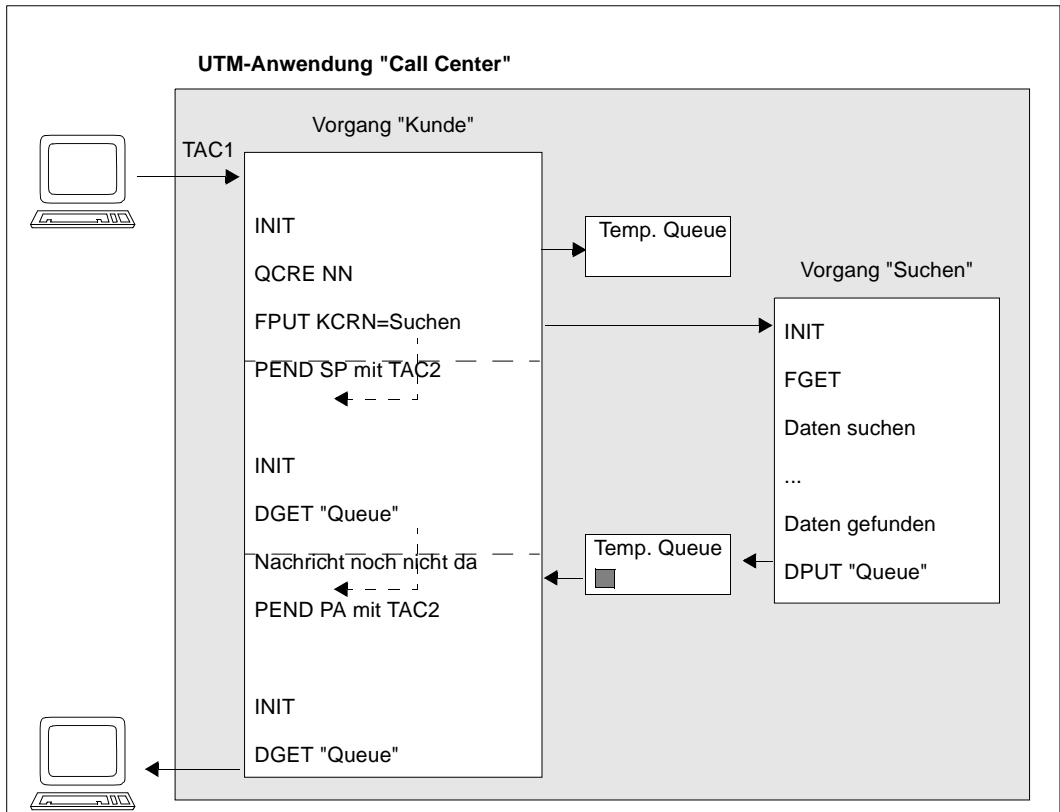 UTM-Anwendung "Call Center"
Vorgang "Kunde"
TAC1
INIT
QCRE NN
FPUT KCRN=Suchen
PEND SP mit TAC2
INIT
DGET "Queue"
Nachricht noch nicht da
PEND PA mit TAC2
INIT
DGET "Queue"
Temp. Queue
Temp. Queue
Vorgang "Suchen"
INIT
FGET
Daten suchen
...
Daten gefunden
DPUT "Queue"